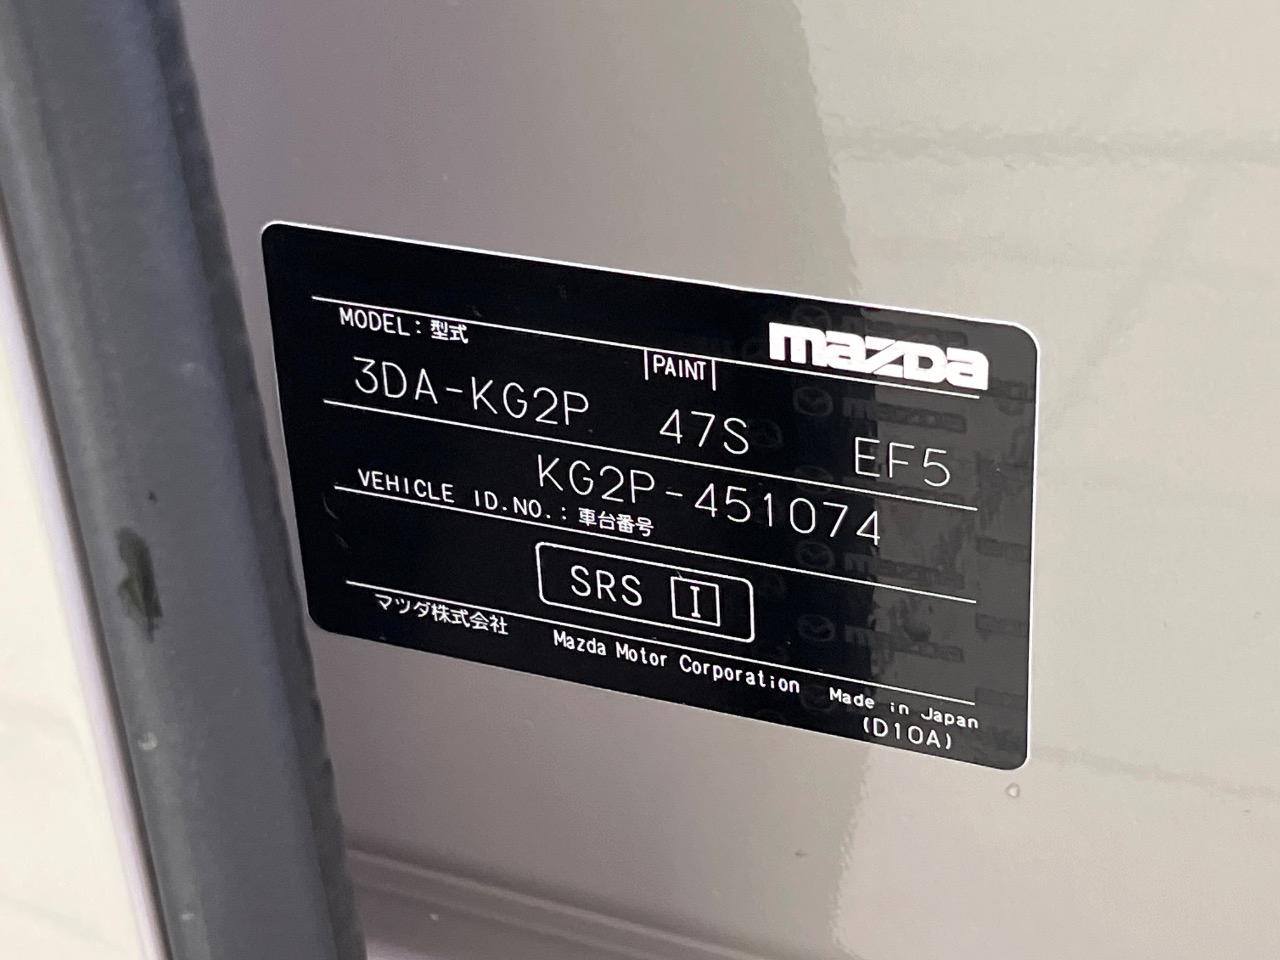 mazda
MODEL:型式
PAINT
3DA-KG2P 47S EF5
KG2P-451074
VEHICLE ID.NO.:車台番号
SRS I
マツダ株式会社 Mazda Motor Corporation Made in Japan
(D10A)